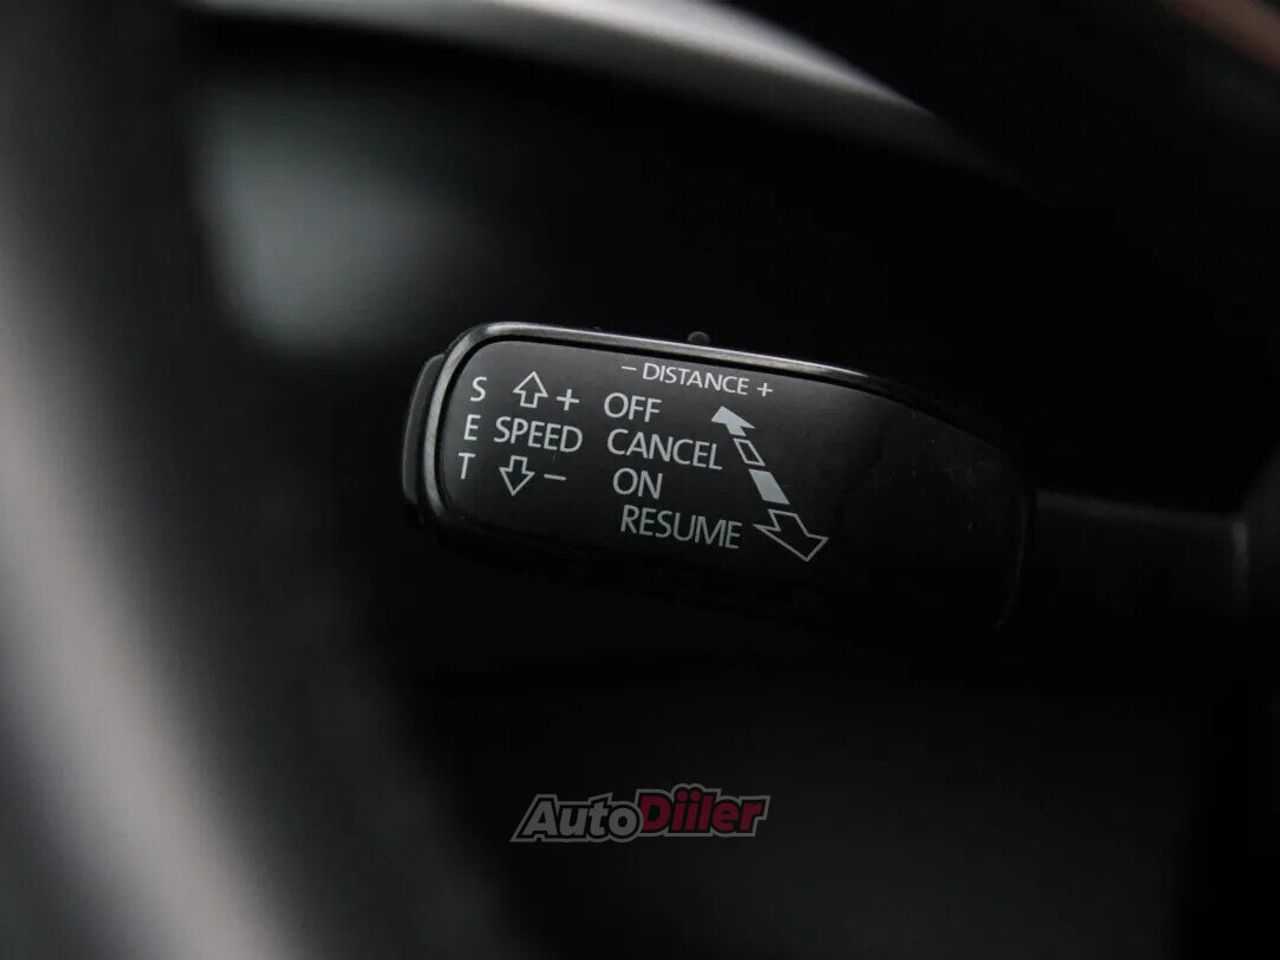 − DISTANCE +
S + OFF
E SPEED CANCEL
T − ON
RESUME
AutoDiiler